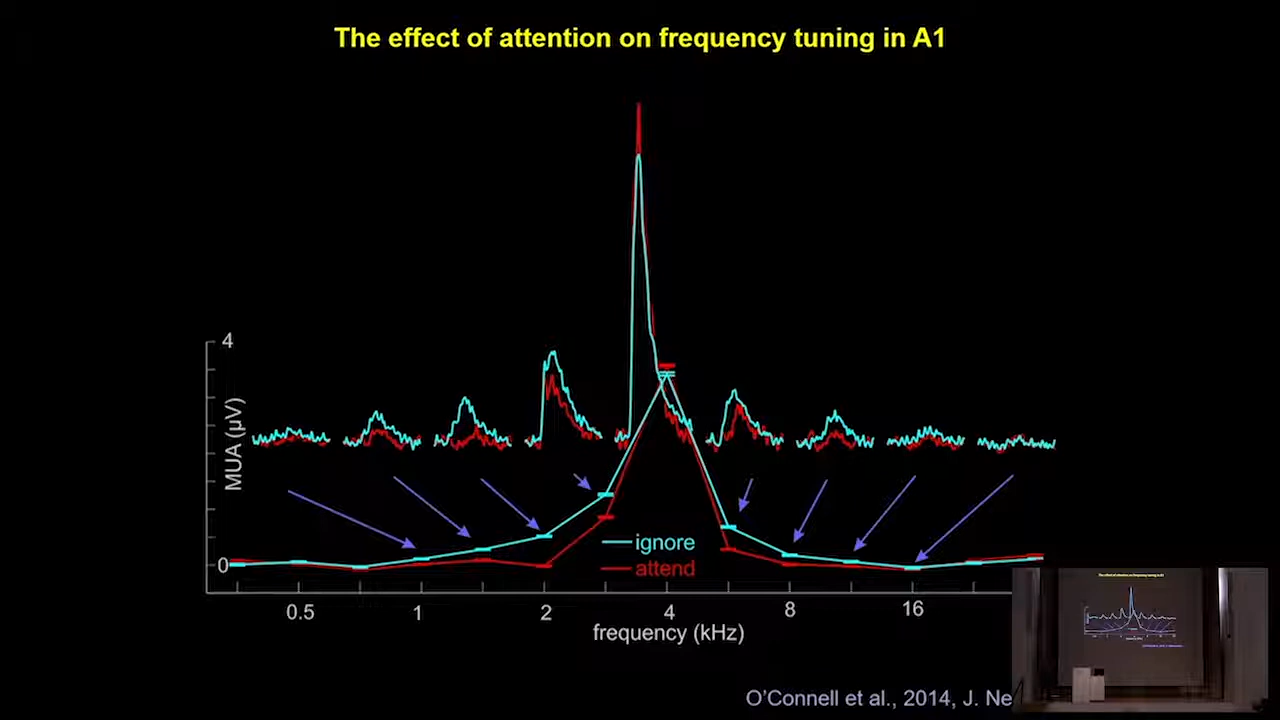 The effect of attention on frequency tuning in A1
4
MUA (µV)
0
ignore
attend
0.5 1 2 4 8 16
frequency (kHz)
O'Connell et al., 2014, J. Ne